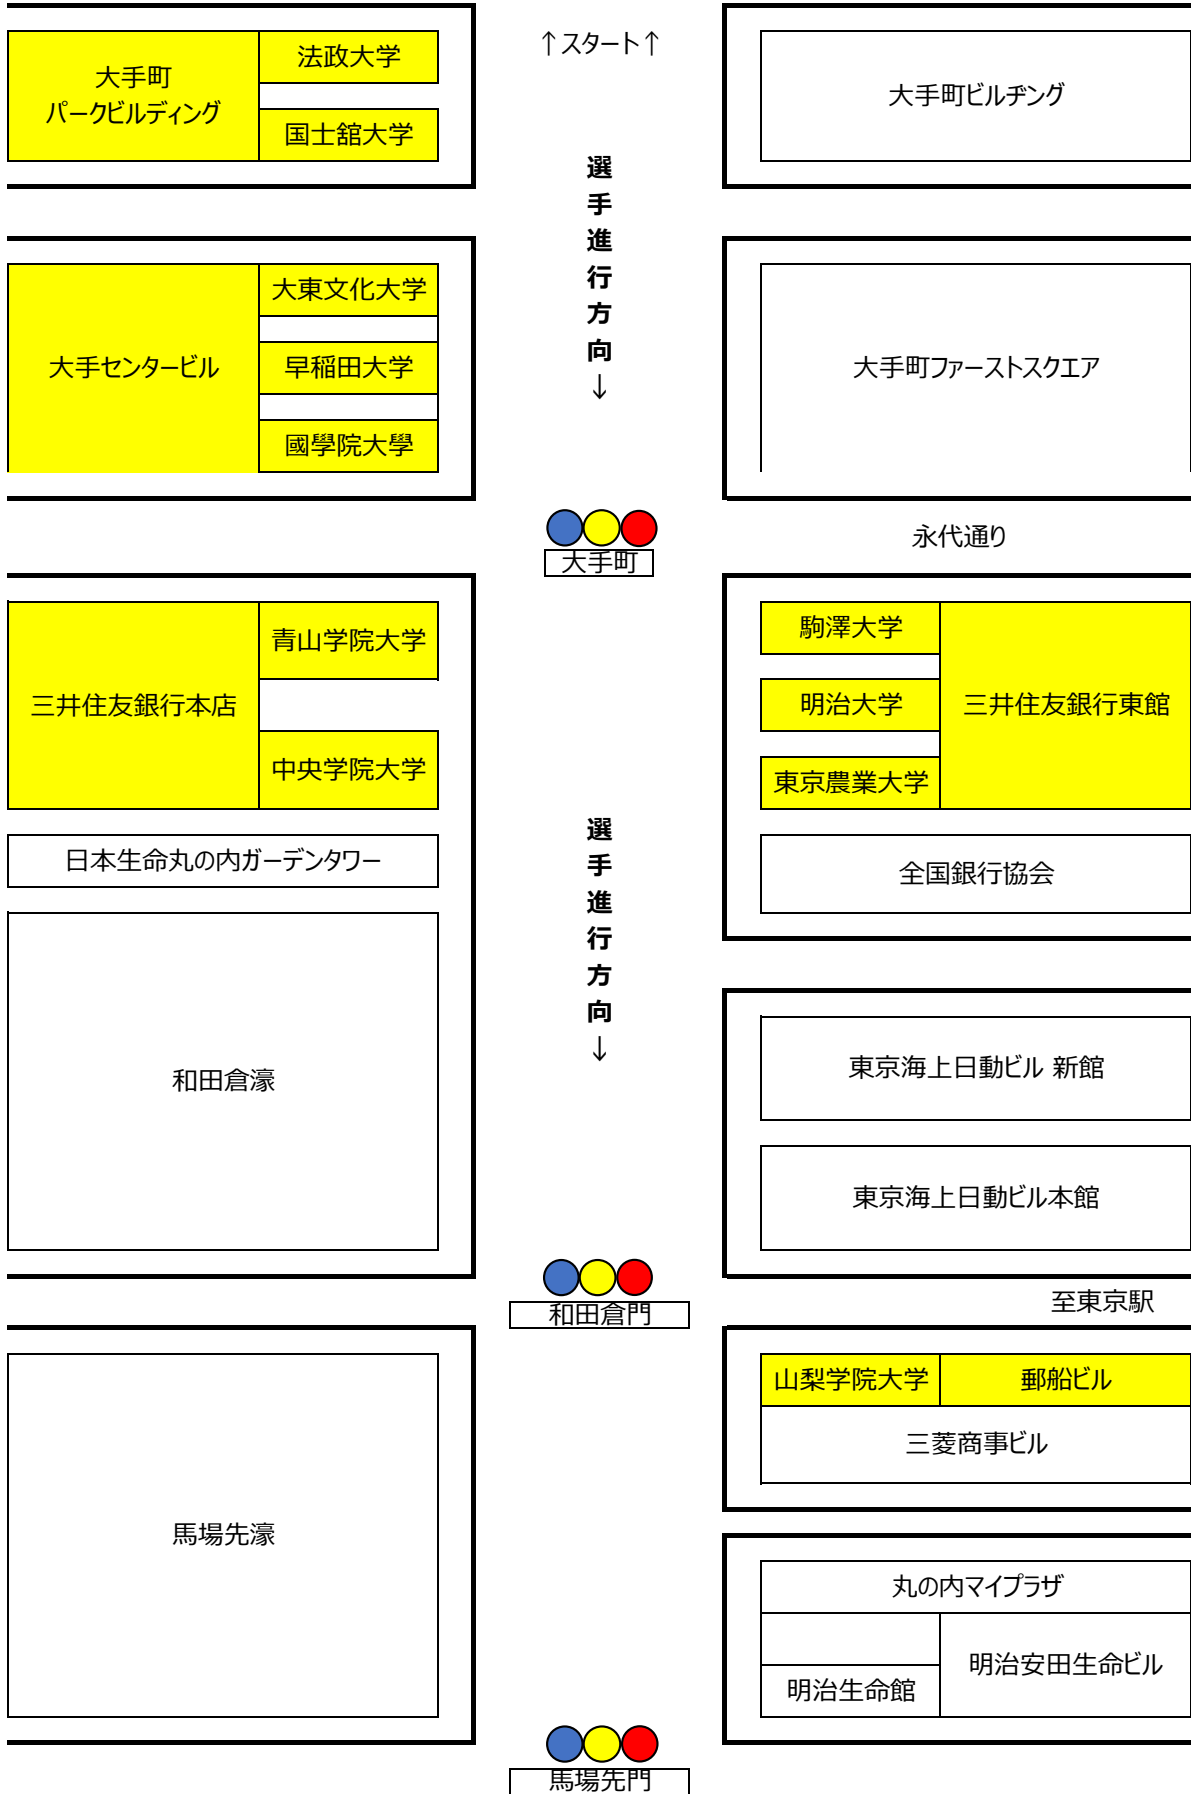 ↑スタート↑
大手町
パークビルディング
法政大学
国士舘大学
大手町ビルヂング
選手進行方向↓
大手センタービル
大東文化大学
早稲田大学
國學院大學
大手町ファーストスクエア
大手町
永代通り
三井住友銀行本店
青山学院大学
中央学院大学
駒澤大学
明治大学
東京農業大学
三井住友銀行東館
日本生命丸の内ガーデンタワー
選手進行方向↓
全国銀行協会
和田倉濠
東京海上日動ビル 新館
東京海上日動ビル本館
和田倉門
至東京駅
馬場先濠
山梨学院大学
郵船ビル
三菱商事ビル
丸の内マイプラザ
明治安田生命ビル
明治生命館
馬場先門